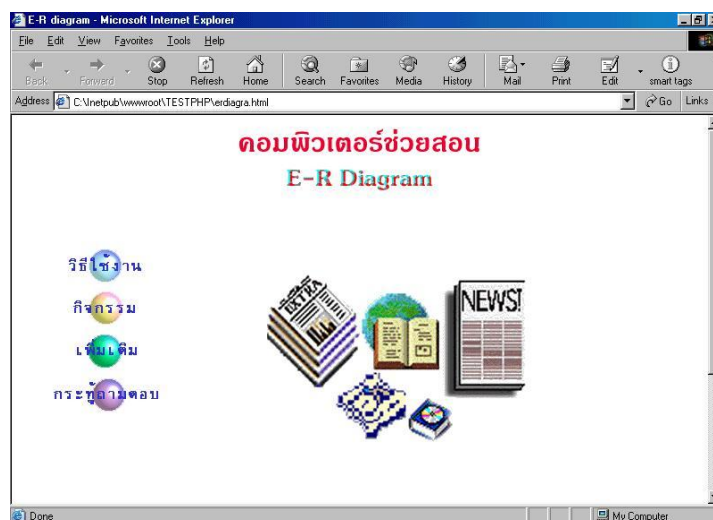 E-R diagram - Microsoft Internet Explorer
File Edit View Favorites Tools Help
Back Forward Stop Refresh Home Search Favorites Media History Mail Print Edit smart tags
Address C:\Inetpub\wwwroot\TESTPHP\erdiagra.html Go Links
คอมพิวเตอร์ช่วยสอน
E-R Diagram
วิธีใช้งาน
กิจกรรม
เพิ่มเติม
กระทู้ถามตอบ
EXTRA
NEWS!
Done My Computer